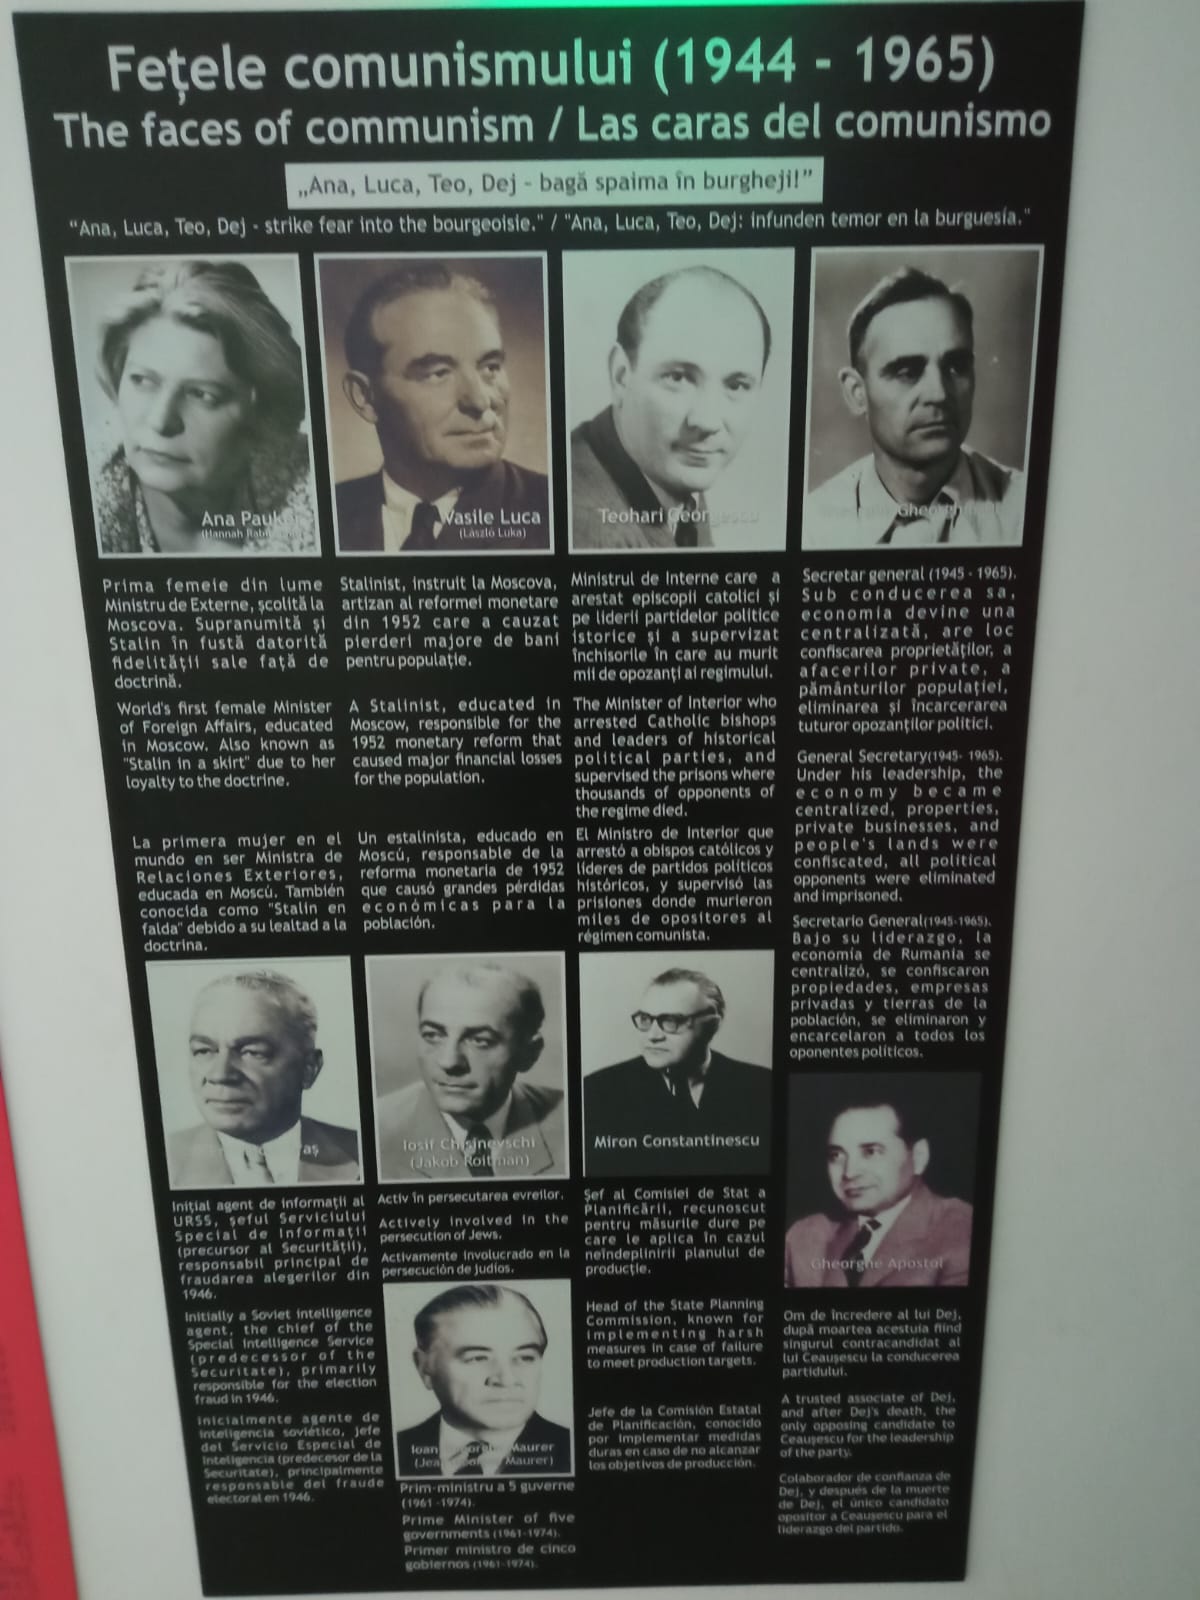 Fețele comunismului (1944 - 1965)
The faces of communism / Las caras del comunismo
„Ana, Luca, Teo, Dej - bagă spaima în burgheji!”
"Ana, Luca, Teo, Dej - strike fear into the bourgeoisie." / "Ana, Luca, Teo, Dej: infunden temor en la burguesía."
Ana Pauker
(Hannah
Prima femeie din lume
Ministru de Externe, școlită la
Moscova. Supranumită și
Stalin în fustă datorită
fidelității sale față de
doctrină.
World's first female Minister
of Foreign Affairs, educated
in Moscow. Also known as
"Stalin in a skirt" due to her
loyalty to the doctrine.
La primera mujer en el
mundo en ser Ministra de
Relaciones Exteriores,
educada en Moscú. También
conocida como "Stalin en
falda" debido a su lealtad a la
doctrina.
Vasile Luca
(László Luka)
Stalinist, instruit la Moscova,
artizan al reformei monetare
din 1952 care a cauzat
pierderi majore de bani
pentru populație.
A Stalinist, educated in
Moscow, responsible for the
1952 monetary reform that
caused major financial losses
for the population.
Un estalinista, educado en
Moscú, responsable de la
reforma monetaria de 1952
que causó grandes pérdidas
económicas para la
población.
Teohari Georgescu
Ministrul de Interne care a
arestat episcopii catolici și
pe liderii partidelor politice
istorice și a supervizat
închisorile în care au murit
mii de opozanți ai regimului.
The Minister of Interior who
arrested Catholic bishops
and leaders of historical
political parties, and
supervised the prisons where
thousands of opponents of
the regime died.
El Ministro de Interior que
arrestó a obispos católicos y
líderes de partidos políticos
históricos, y supervisó las
prisiones donde murieron
miles de opositores al
régimen comunista.
Secretar general (1945 - 1965).
Sub conducerea sa,
economia devine una
centralizată, are loc
confiscarea proprietăților, a
afacerilor private, a
pământurilor populației,
eliminarea și încarcerarea
tuturor opozanților politici.
General Secretary(1945- 1965).
Under his leadership, the
economy became
centralized, properties,
private businesses, and
people's lands were
confiscated, all political
opponents were eliminated
and imprisoned.
Secretario General(1945-1965).
Bajo su liderazgo, la
economía de Rumania se
centralizó, se confiscaron
propiedades, empresas
privadas y tierras de la
población, se eliminaron y
encarcelaron a todos los
oponentes políticos.
Inițial agent de informații al
URSS, șeful Serviciului
Special de Informații
(precursor al Securității),
responsabil principal de
fraudarea alegerilor din
1946.
Initially a Soviet intelligence
agent, the chief of the
Special Intelligence Service
(predecessor of the
Securitate), primarily
responsible for the election
fraud in 1946.
Inicialmente agente de
inteligencia soviético, jefe
del Servicio Especial de
Inteligencia (predecesor de la
Securitate), principalmente
responsable del fraude
electoral en 1946.
Iosif Chișinevschi
(Jakob Roitman)
Activ în persecutarea evreilor.
Actively involved in the
persecution of Jews.
Activamente involucrado en la
persecución de judíos.
Ioan Gheorghe Maurer
Maurer)
Prim-ministru a 5 guverne
(1961 -1974).
Prime Minister of five
governments (1961-1974).
Primer ministro de cinco
gobiernos (1961-1974).
Miron Constantinescu
Șef al Comisiei de Stat a
Planificării, recunoscut
pentru măsurile dure pe
care le aplica în cazul
neîndeplinirii planului de
producție.
Head of the State Planning
Commission, known for
implementing harsh
measures in case of failure
to meet production targets.
Jefe de la Comisión Estatal
de Planificación, conocido
por implementar medidas
duras en caso de no alcanzar
los objetivos de producción.
Gheorghe Apostol
Om de încredere al lui Dej,
după moartea acestuia fiind
singurul contracandidat al
lui Ceaușescu la conducerea
partidului.
A trusted associate of Dej,
and after Dej's death, the
only opposing candidate to
Ceaușescu for the leadership
of the party.
Colaborador de confianza de
Dej, y después de la muerte
de Dej, el único candidato
opositor a Ceaușescu para el
liderazgo del partido.